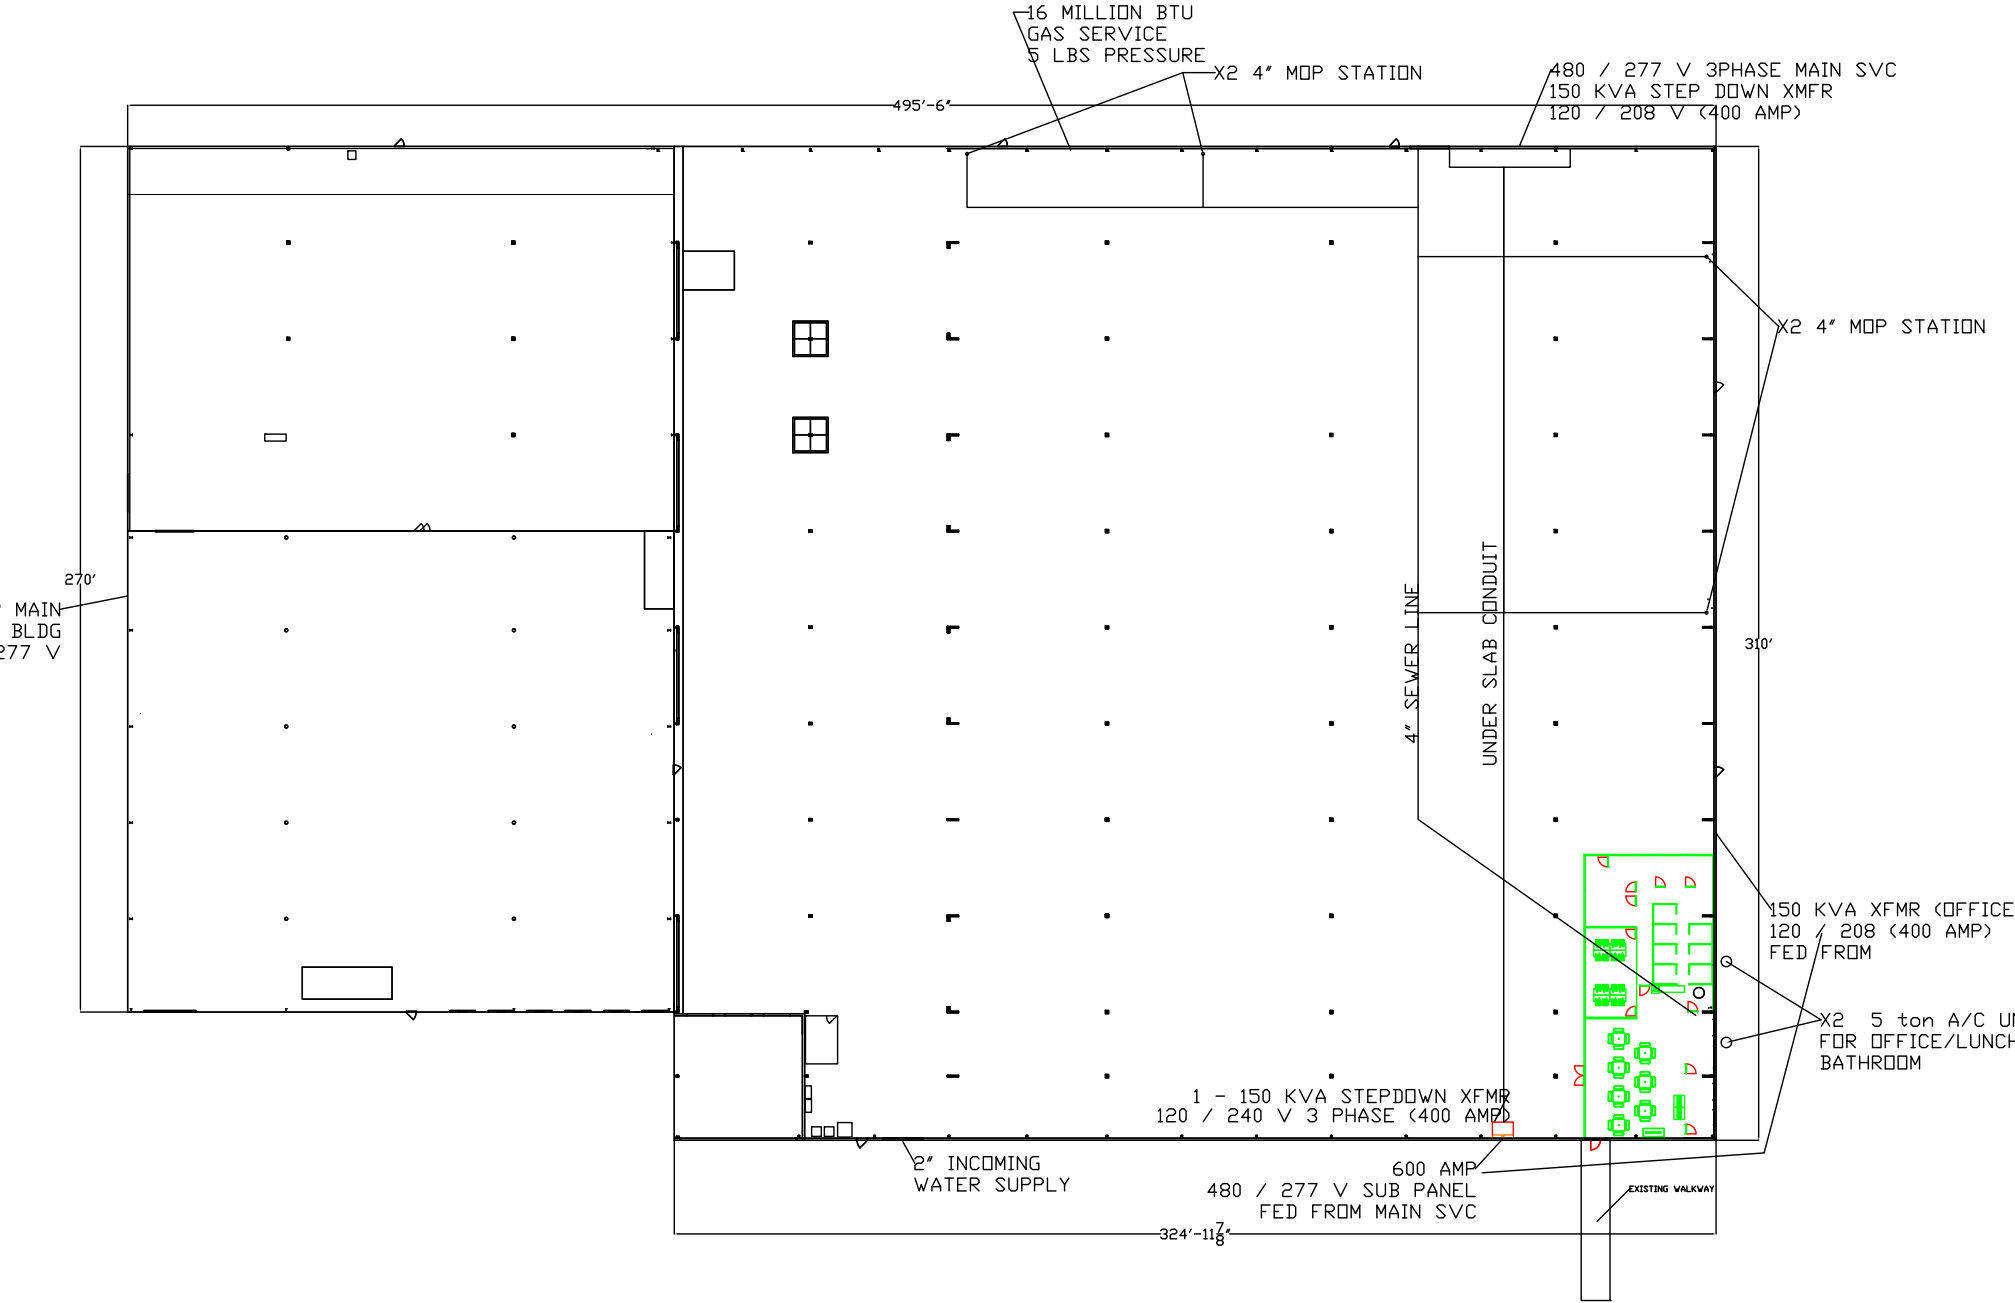 16 MILLION BTU
GAS SERVICE
5 LBS PRESSURE
X2 4" MOP STATION
480 / 277 V 3PHASE MAIN SVC
150 KVA STEP DOWN XMFR
120 / 208 V (400 AMP)
495'-6"
X2 4" MOP STATION
270'
MAIN
BLDG
277 V
4" SEWER LINE
UNDER SLAB CONDUIT
310'
150 KVA XFMR (OFFICE
120 / 208 (400 AMP)
FED FROM
X2 5 ton A/C
FOR OFFICE/LUNCH
BATHROOM
1 - 150 KVA STEPDOWN XFMR
120 / 240 V 3 PHASE (400 AMP)
2" INCOMING
WATER SUPPLY
600 AMP
480 / 277 V SUB PANEL
FED FROM MAIN SVC
EXISTING WALKWAY
324'-11 7/8"